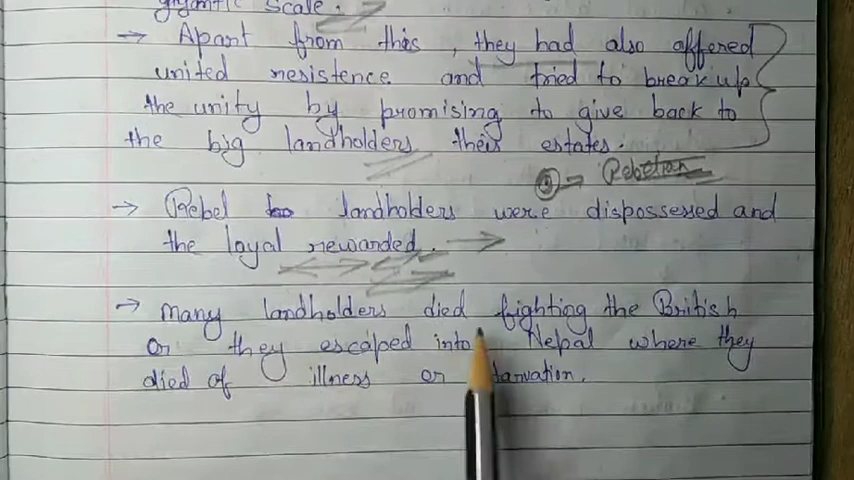 gigantic scale.
→ Apart from this, they had also offered
united resistence and tried to break up
the unity by promising to give back to
the big landholders their estates.
→ Rebel landholders were dispossessed and
the loyal rewarded. →
→ Many landholders died fighting the British
or they escaped into Nepal where they
died of illness or starvation.